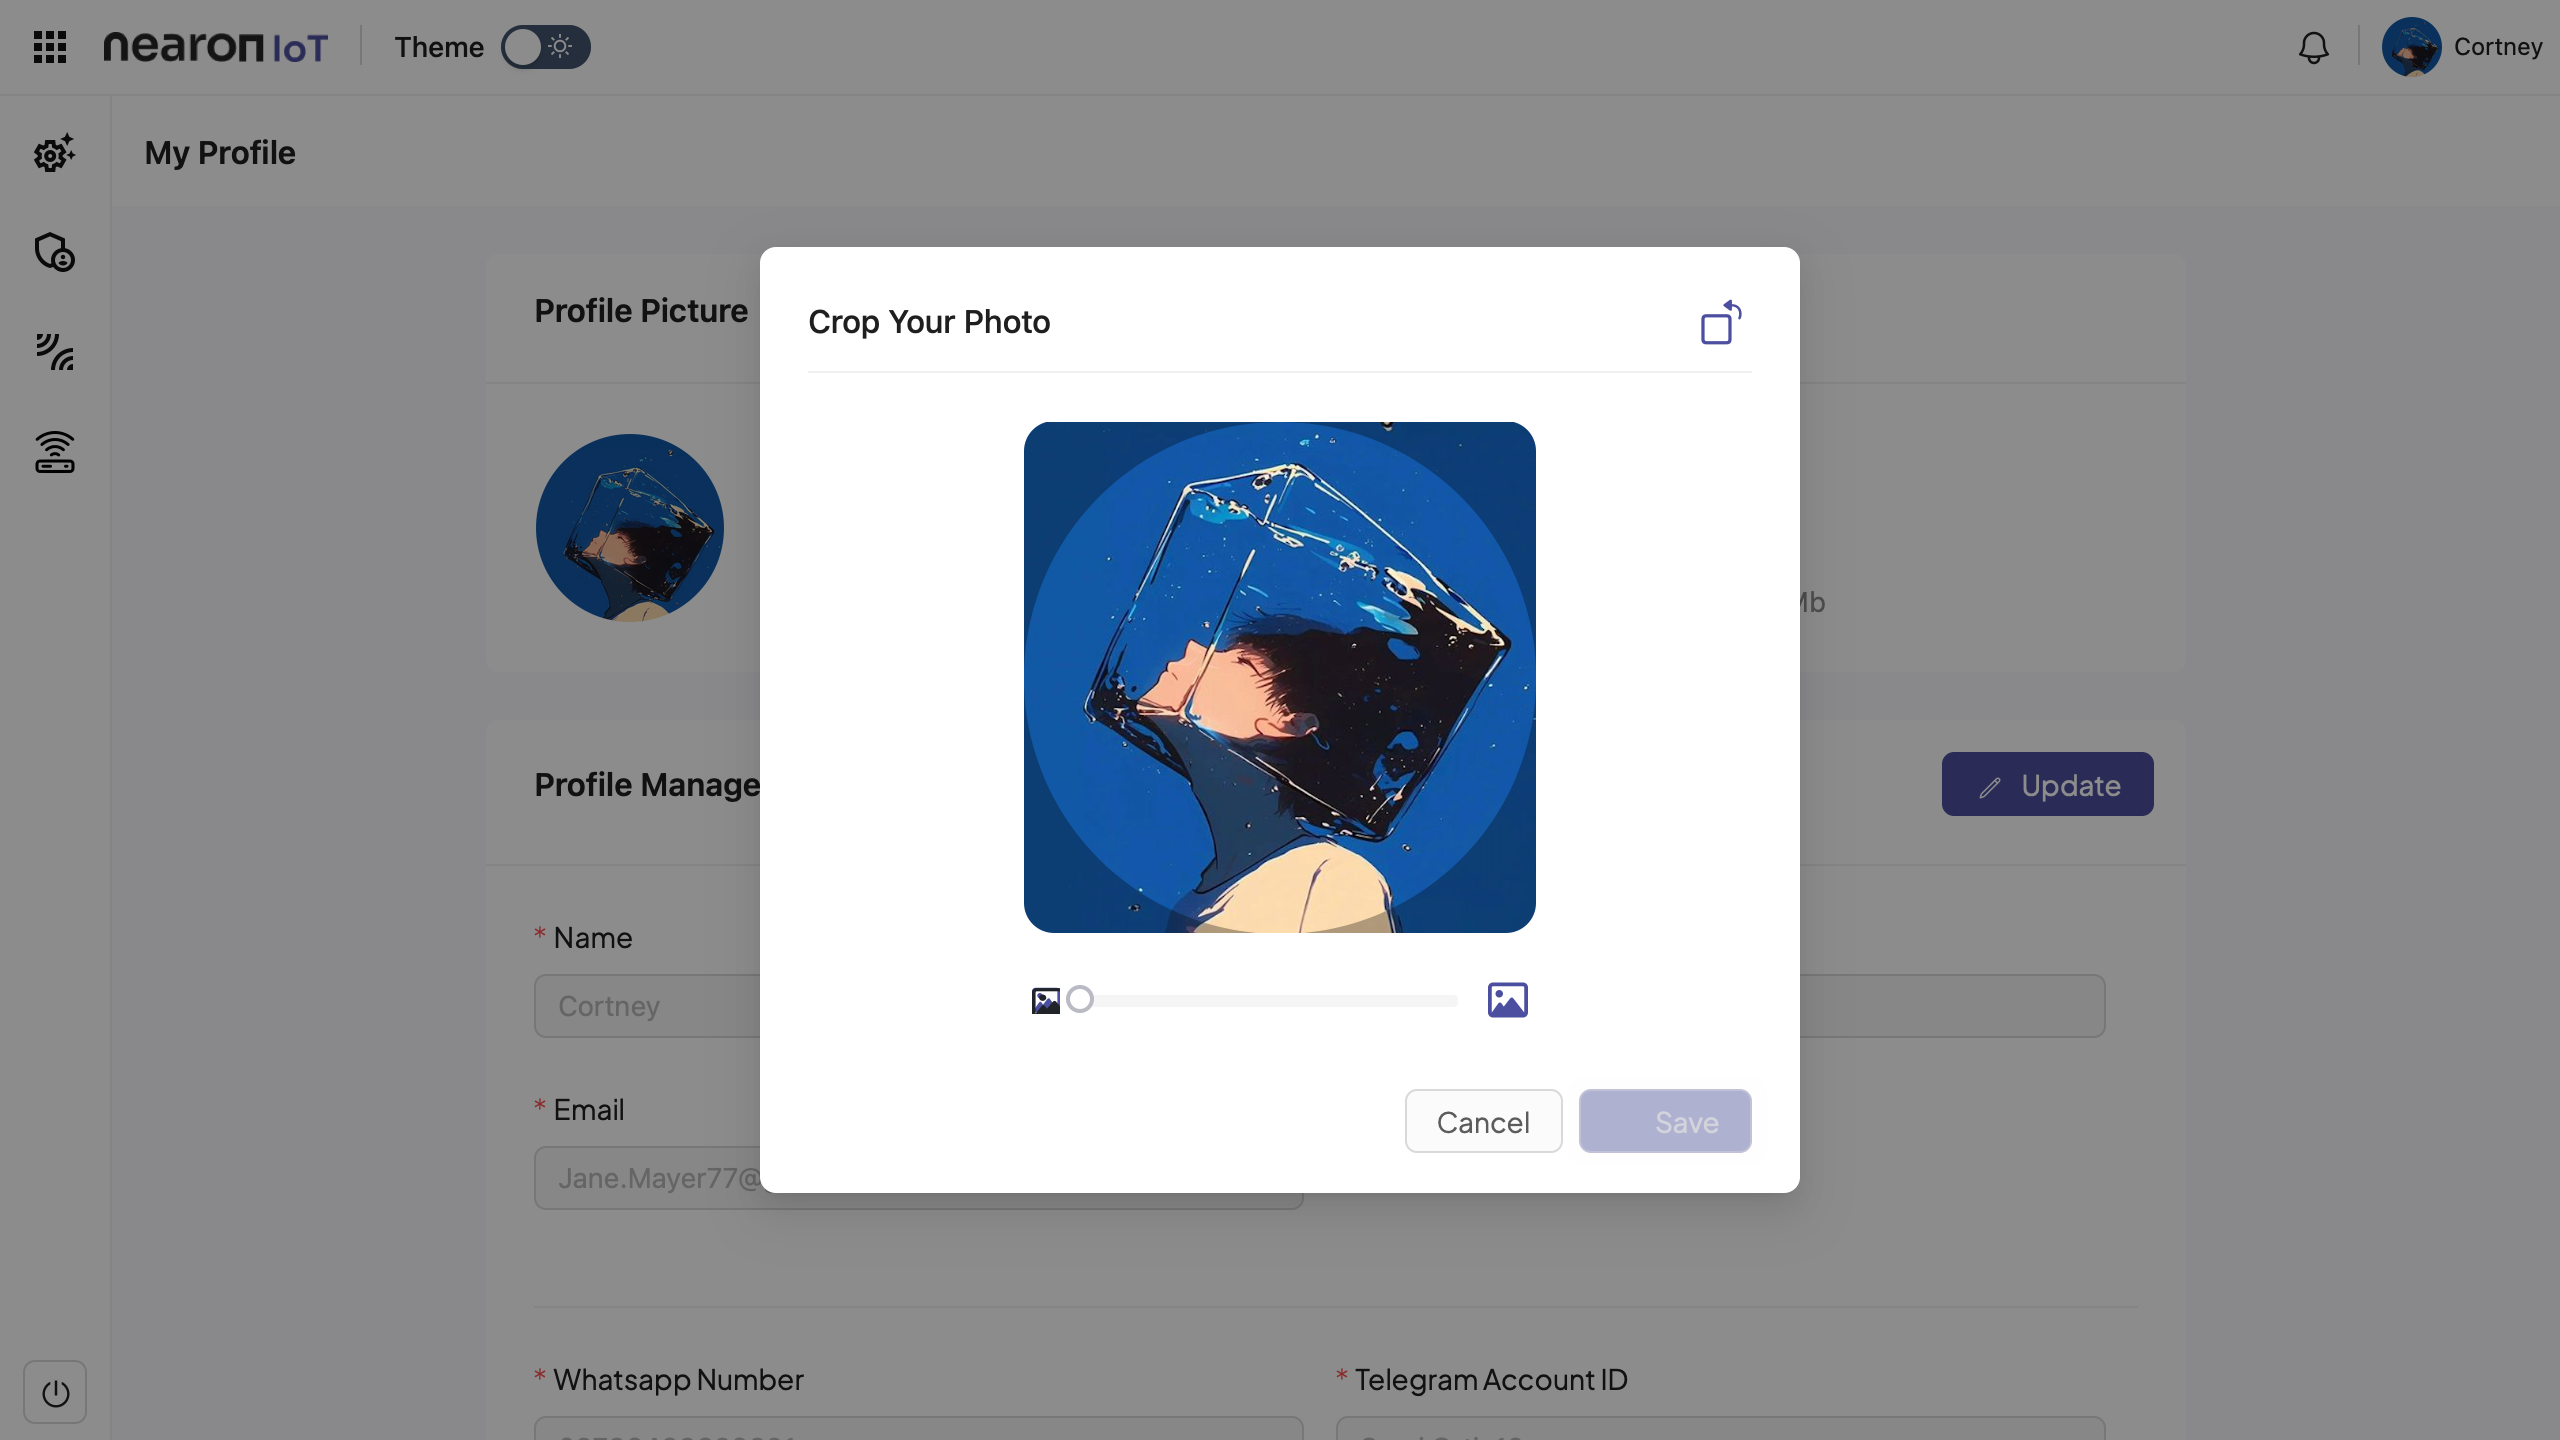 nearon IoT
Theme
Cortney
My Profile
Profile Picture
Crop Your Photo
Mb
Profile Manage
Update
* Name
Cortney
* Email
Jane.Mayer77@
Cancel
Save
* Whatsapp Number
* Telegram Account ID